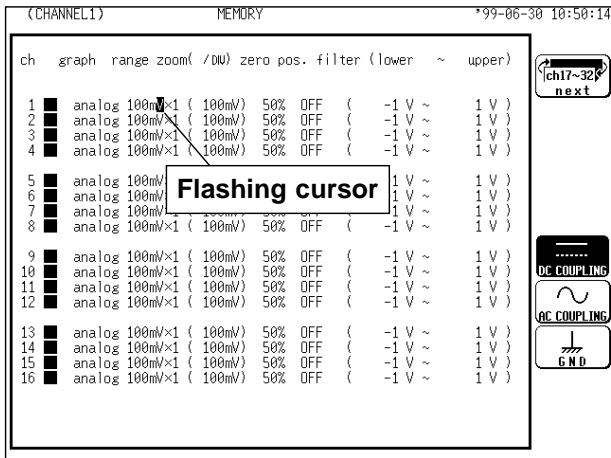 (CHANNEL1) MEMORY '99-06-30 10:50:14
ch graph range zoom( /DIV) zero pos. filter (lower ~ upper)
1 analog 100mV×1 ( 100mV) 50% OFF ( -1 V ~ 1 V )
2 analog 100mV×1 ( 100mV) 50% OFF ( -1 V ~ 1 V )
3 analog 100mV×1 ( 100mV) 50% OFF ( -1 V ~ 1 V )
4 analog 100mV×1 ( 100mV) 50% OFF ( -1 V ~ 1 V )
5 analog 100mV 1 V ~ 1 V )
6 analog 100mV 1 V ~ 1 V )
Flashing cursor
7 analog 100mV 1 V ~ 1 V )
8 analog 100mV×1 ( 100mV) 50% OFF ( -1 V ~ 1 V )
9 analog 100mV×1 ( 100mV) 50% OFF ( -1 V ~ 1 V )
10 analog 100mV×1 ( 100mV) 50% OFF ( -1 V ~ 1 V )
11 analog 100mV×1 ( 100mV) 50% OFF ( -1 V ~ 1 V )
12 analog 100mV×1 ( 100mV) 50% OFF ( -1 V ~ 1 V )
13 analog 100mV×1 ( 100mV) 50% OFF ( -1 V ~ 1 V )
14 analog 100mV×1 ( 100mV) 50% OFF ( -1 V ~ 1 V )
15 analog 100mV×1 ( 100mV) 50% OFF ( -1 V ~ 1 V )
16 analog 100mV×1 ( 100mV) 50% OFF ( -1 V ~ 1 V )
ch17~32
next
DC COUPLING
AC COUPLING
GND